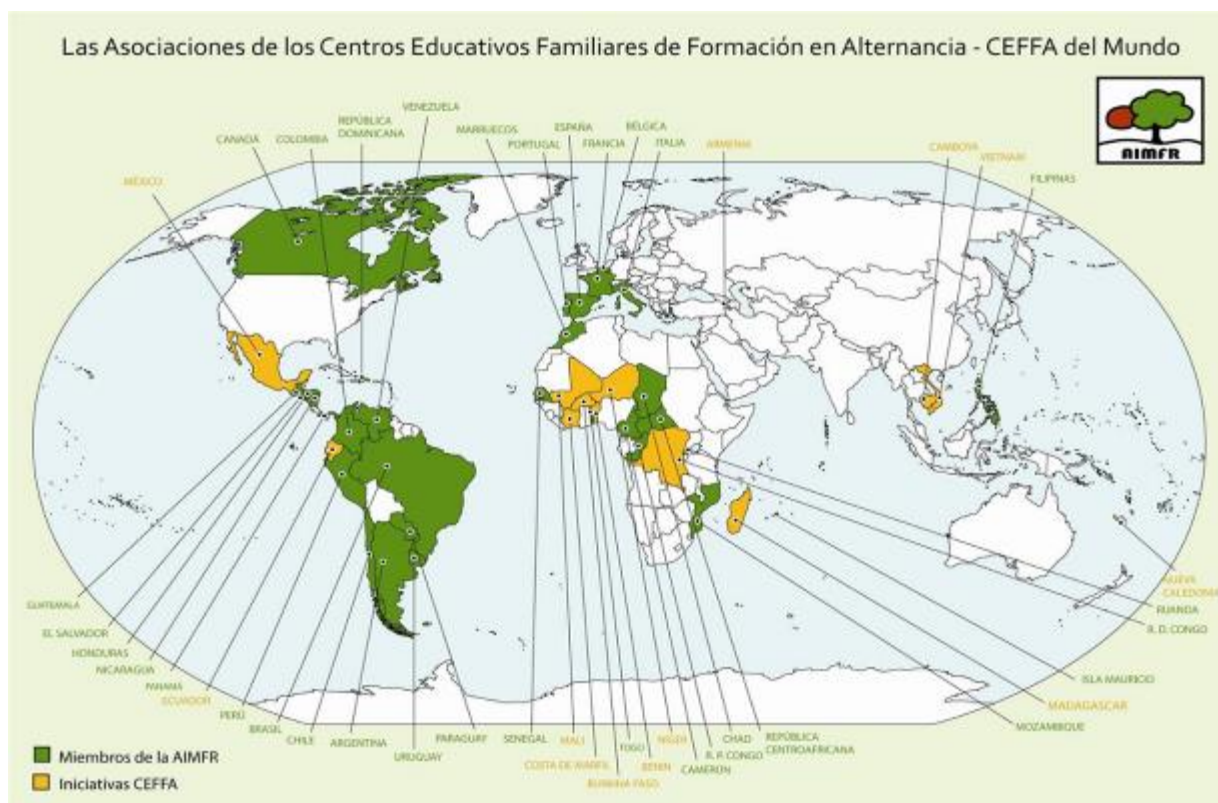 Las Asociaciones de los Centros Educativos Familiares de Formación en Alternancia - CEFFA del Mundo
AIMFR
VENEZUELA
REPÚBLICA
DOMINICANA
COLOMBIA
CANADÁ
MÉXICO
MARRUECOS
PORTUGAL
ESPAÑA
FRANCIA
BÉLGICA
ITALIA
ARMENIA
CAMBOYA
VIETNAM
FILIPINAS
GUATEMALA
EL SALVADOR
HONDURAS
NICARAGUA
PANAMÁ
ECUADOR
PERÚ
BRASIL
CHILE
ARGENTINA
URUGUAY
PARAGUAY
SENEGAL
MALI
COSTA DE MARFIL
BURKINA FASO
TOGO
BENIN
NIGER
CAMERÚN
R. P. CONGO
CHAD
REPÚBLICA
CENTROAFRICANA
MOZAMBIQUE
MADAGASCAR
ISLA MAURICIO
R. D. CONGO
RUANDA
NUEVA
CALEDONIA
Miembros de la AIMFR
Iniciativas CEFFA